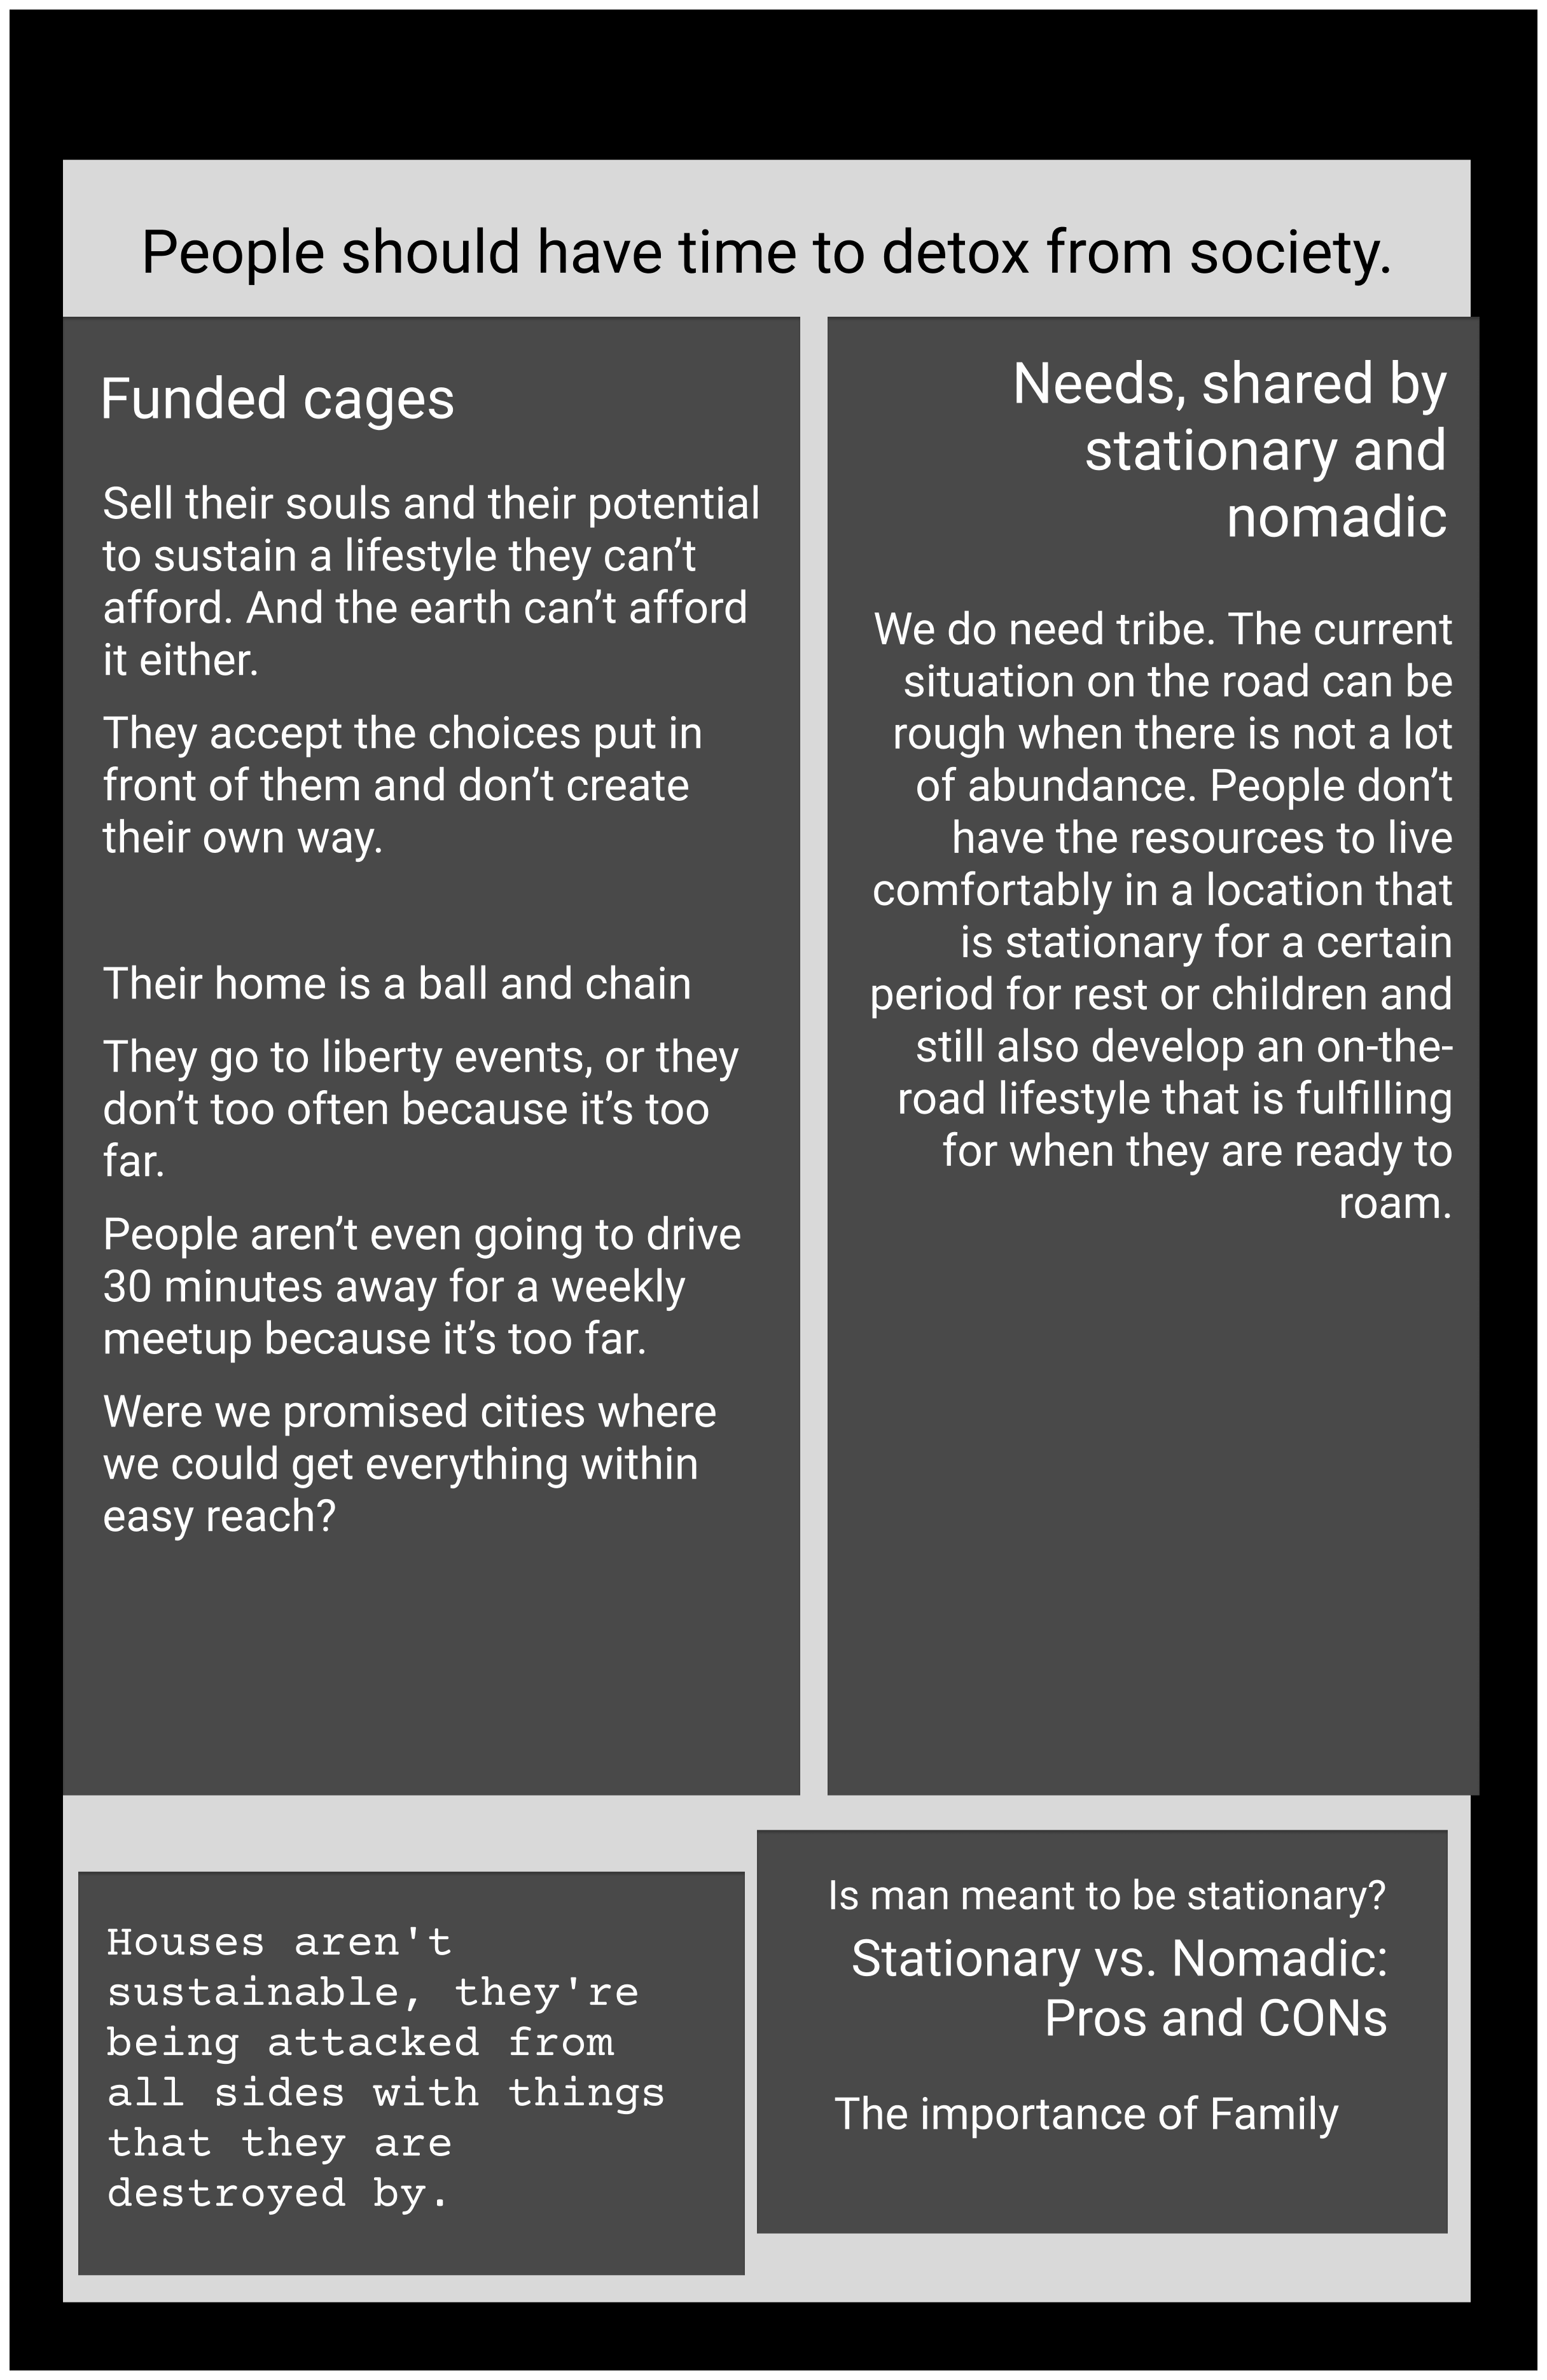 People should have time to detox from society.
Funded cages
Sell their souls and their potential
to sustain a lifestyle they can’t
afford. And the earth can’t afford
it either.
They accept the choices put in
front of them and don’t create
their own way.
Their home is a ball and chain
They go to liberty events, or they
don’t too often because it’s too
far.
People aren’t even going to drive
30 minutes away for a weekly
meetup because it’s too far.
Were we promised cities where
we could get everything within
easy reach?
Needs, shared by
stationary and
nomadic
We do need tribe. The current
situation on the road can be
rough when there is not a lot
of abundance. People don’t
have the resources to live
comfortably in a location that
is stationary for a certain
period for rest or children and
still also develop an on-the-
road lifestyle that is fulfilling
for when they are ready to
roam.
Houses aren't
sustainable, they're
being attacked from
all sides with things
that they are
destroyed by.
Is man meant to be stationary?
Stationary vs. Nomadic:
Pros and CONs
The importance of Family